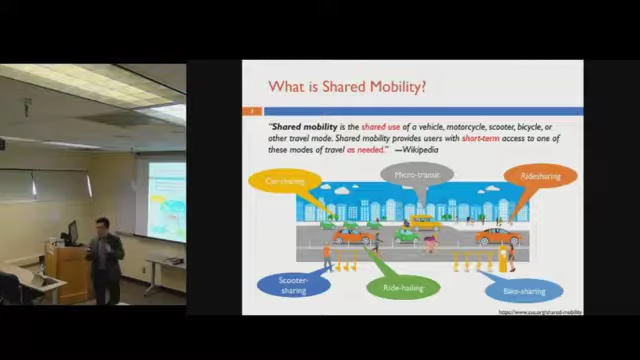 What is Shared Mobility?
"Shared mobility is the shared use of a vehicle, motorcycle, scooter, bicycle, or
other travel mode. Shared mobility provides users with short-term access to one of
these modes of travel as needed." —Wikipedia
Car-sharing
Micro-transit
Ridesharing
Scooter-
sharing
Ride-hailing
Bike-sharing